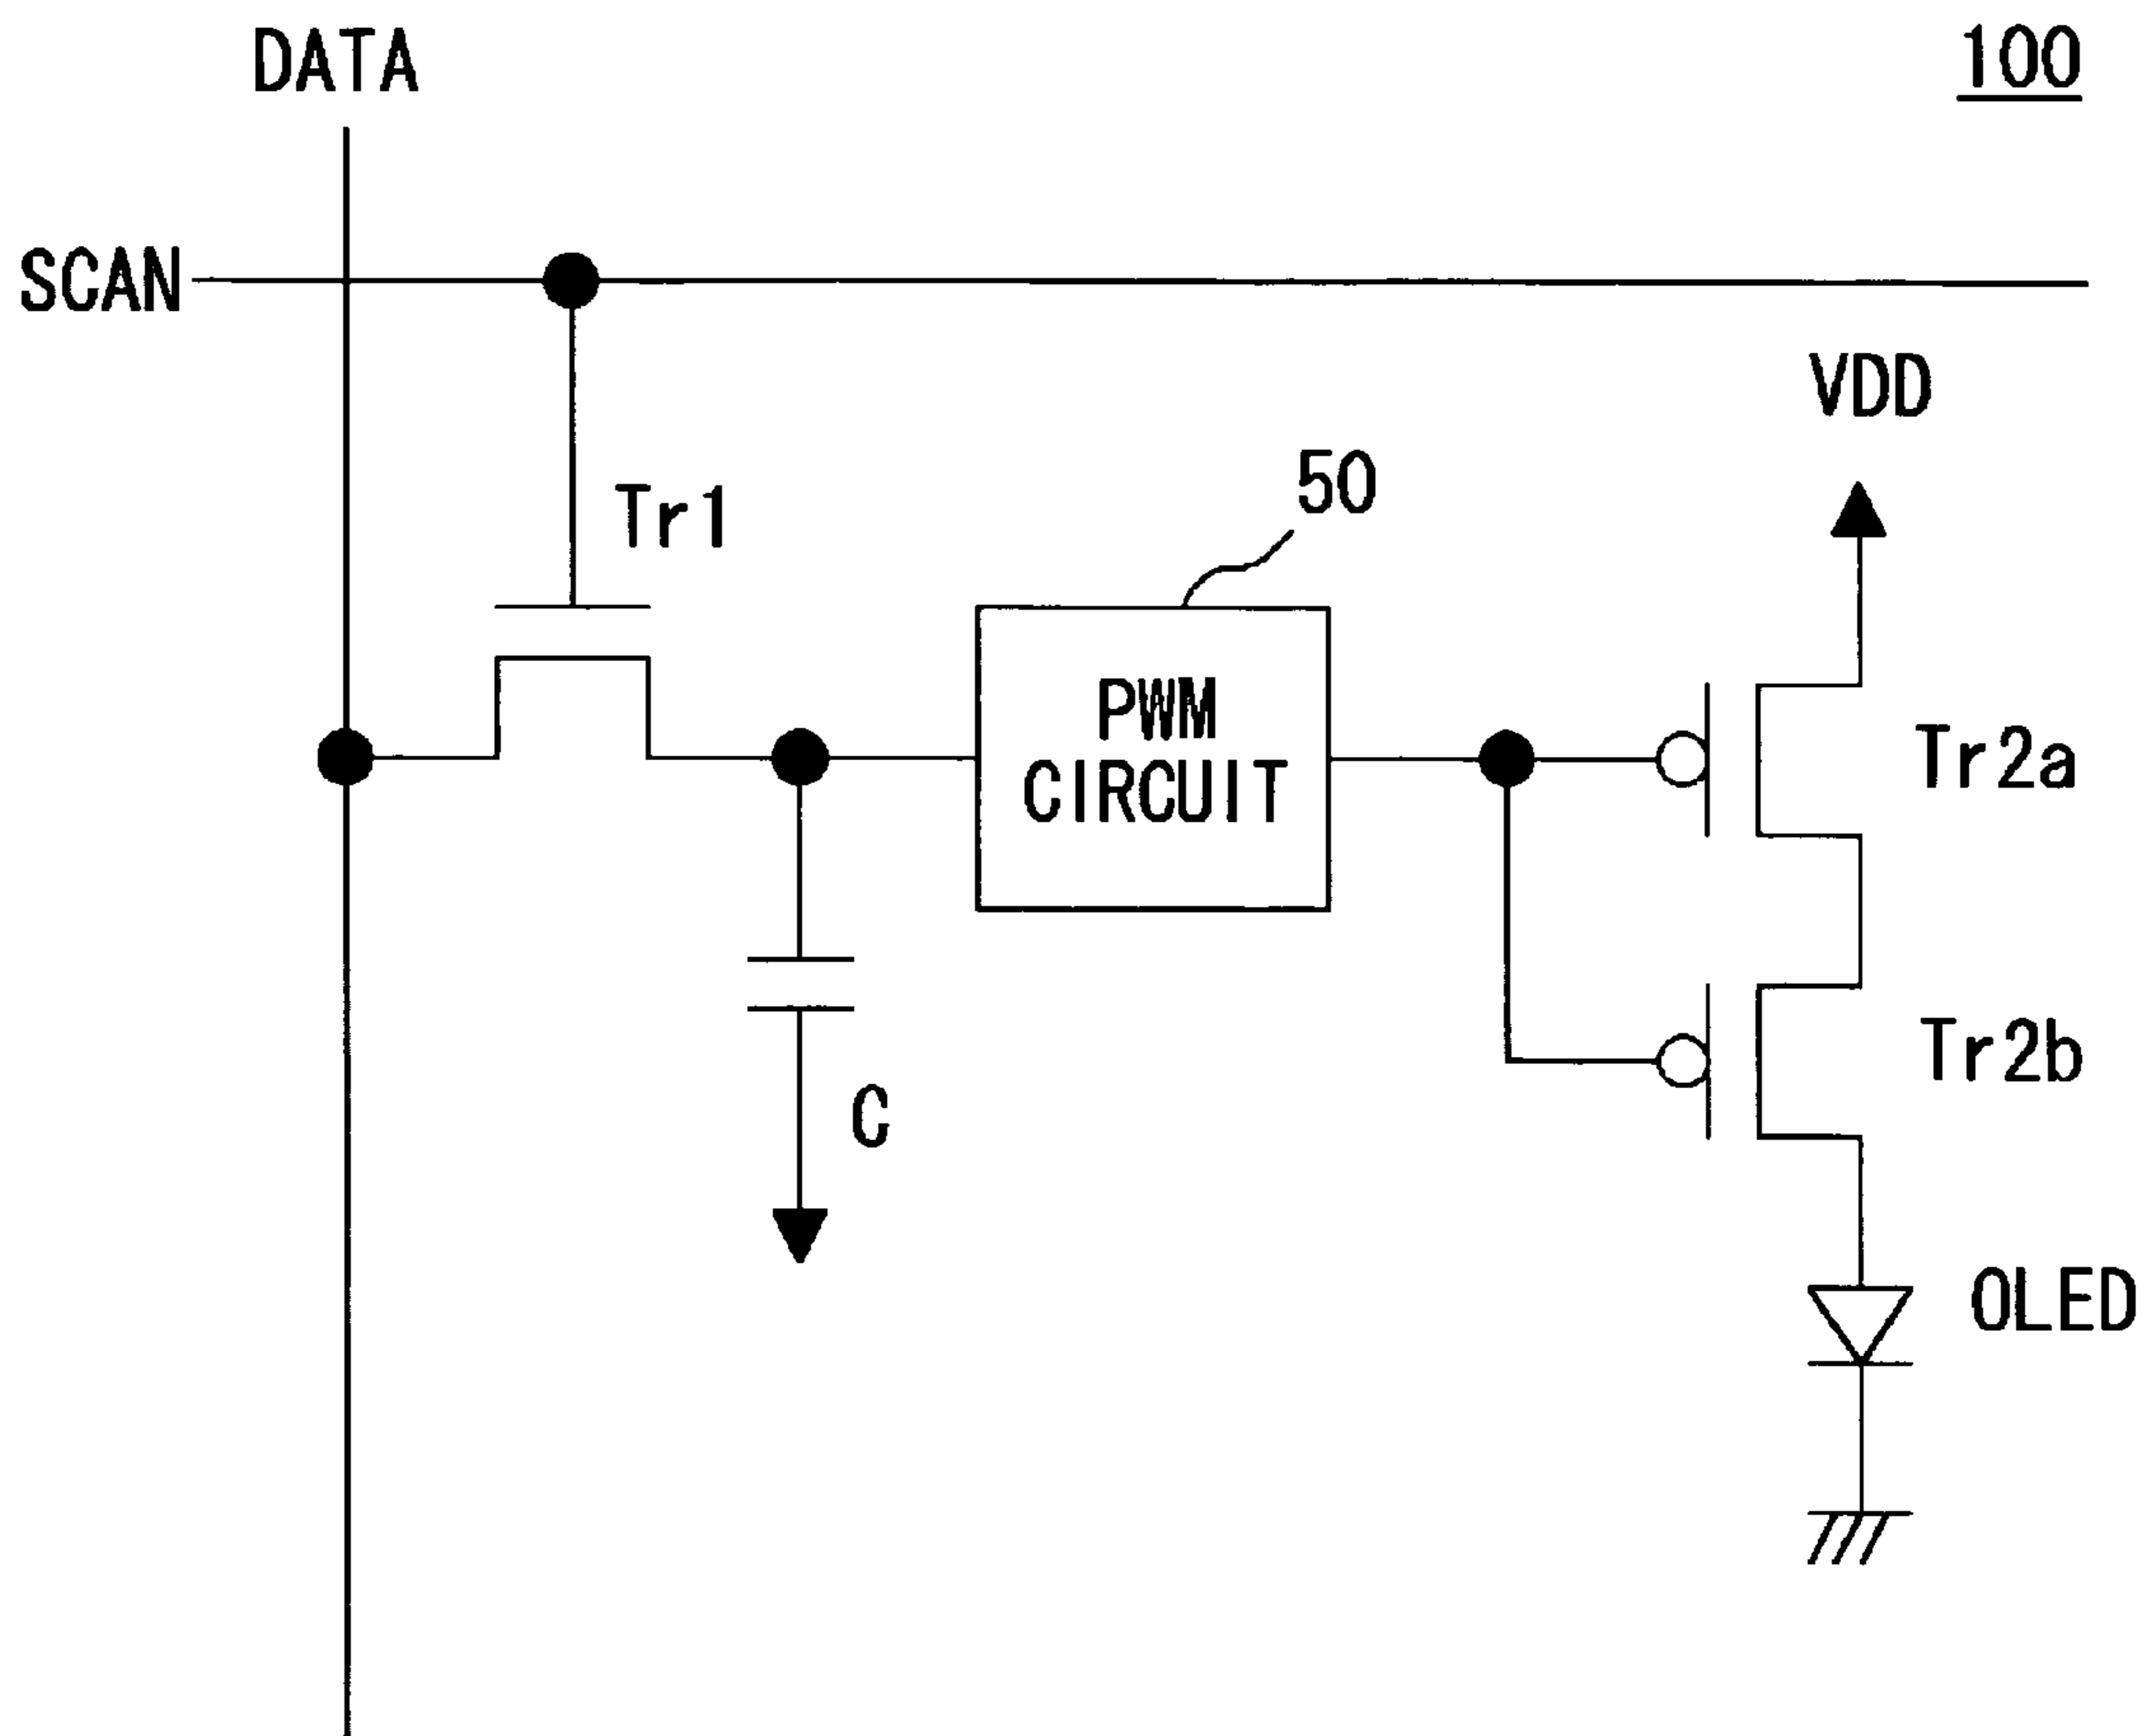 DATA
100
SCAN
VDD
50
Tr1
PWM
CIRCUIT
Tr2a
Tr2b
C
OLED